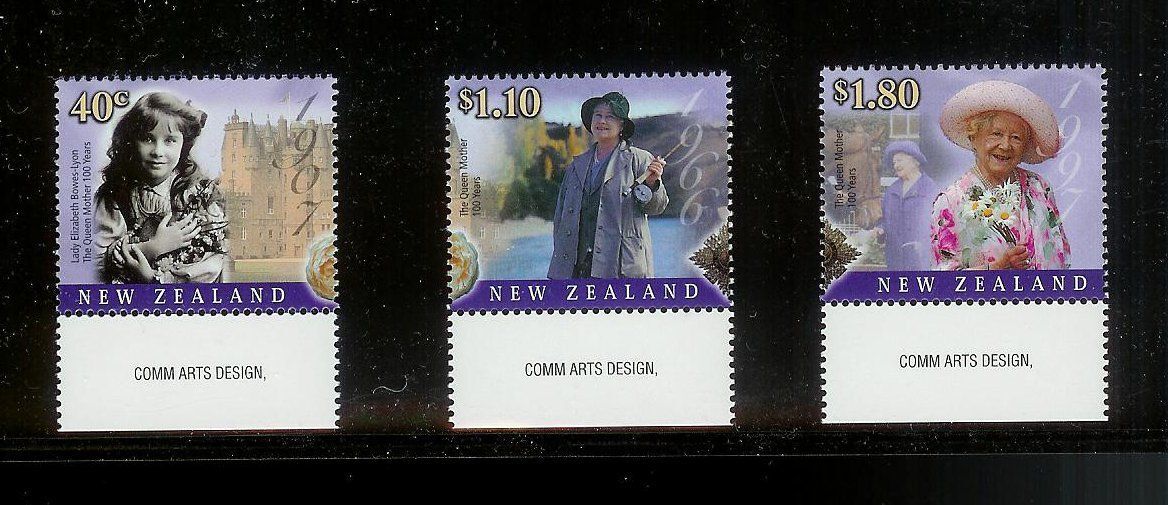 40c
Lady Elizabeth Bowes-Lyon
The Queen Mother 100 Years
1907
NEW ZEALAND
COMM ARTS DESIGN,
$1.10
The Queen Mother
100 Years
1966
NEW ZEALAND
COMM ARTS DESIGN,
$1.80
The Queen Mother
100 Years
1997
NEW ZEALAND
COMM ARTS DESIGN,